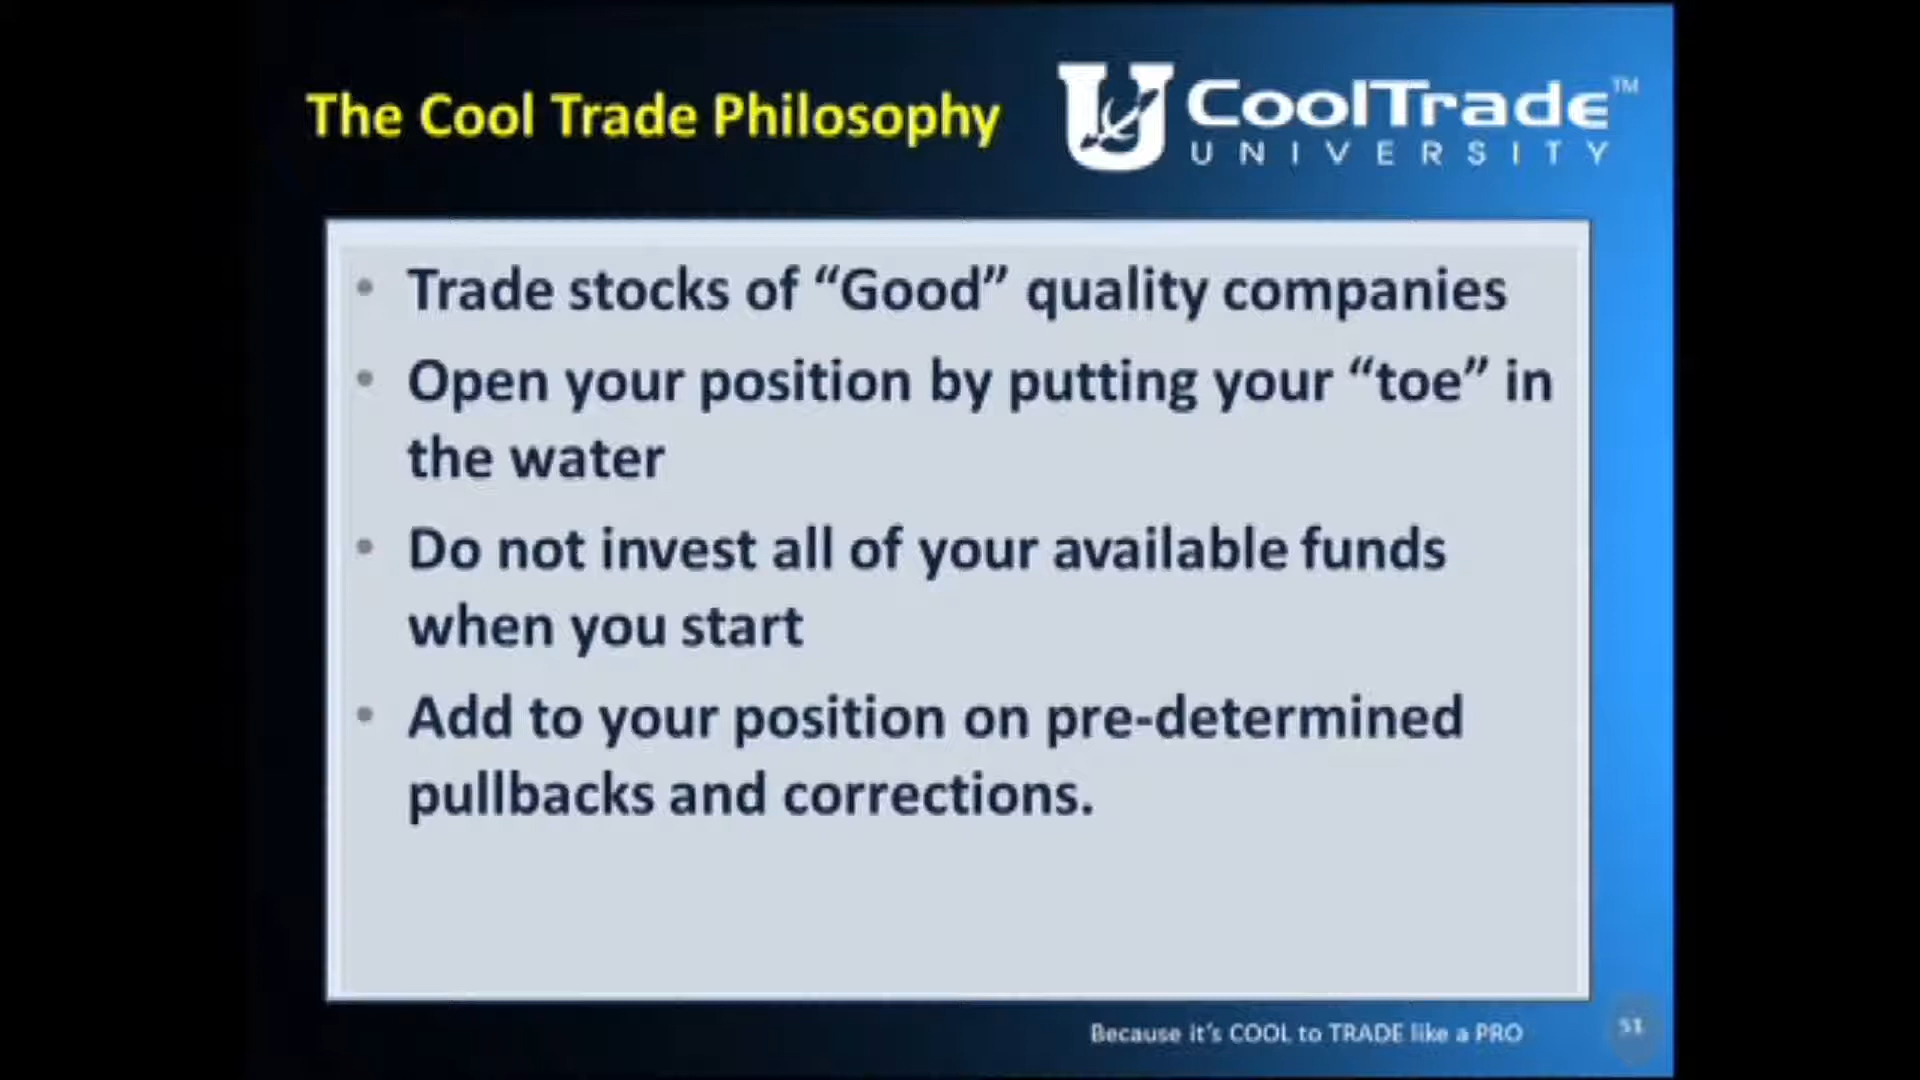 The Cool Trade Philosophy
U CoolTrade™
UNIVERSITY
• Trade stocks of “Good” quality companies
• Open your position by putting your “toe” in
the water
• Do not invest all of your available funds
when you start
• Add to your position on pre-determined
pullbacks and corrections.
Because it's COOL to TRADE like a PRO
51